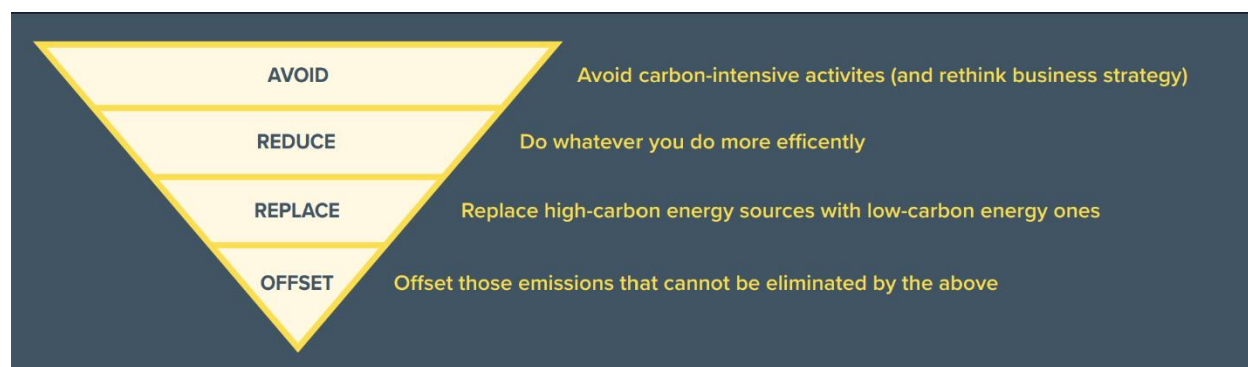 AVOID
Avoid carbon-intensive activites (and rethink business strategy)
REDUCE
Do whatever you do more efficently
REPLACE
Replace high-carbon energy sources with low-carbon energy ones
OFFSET
Offset those emissions that cannot be eliminated by the above